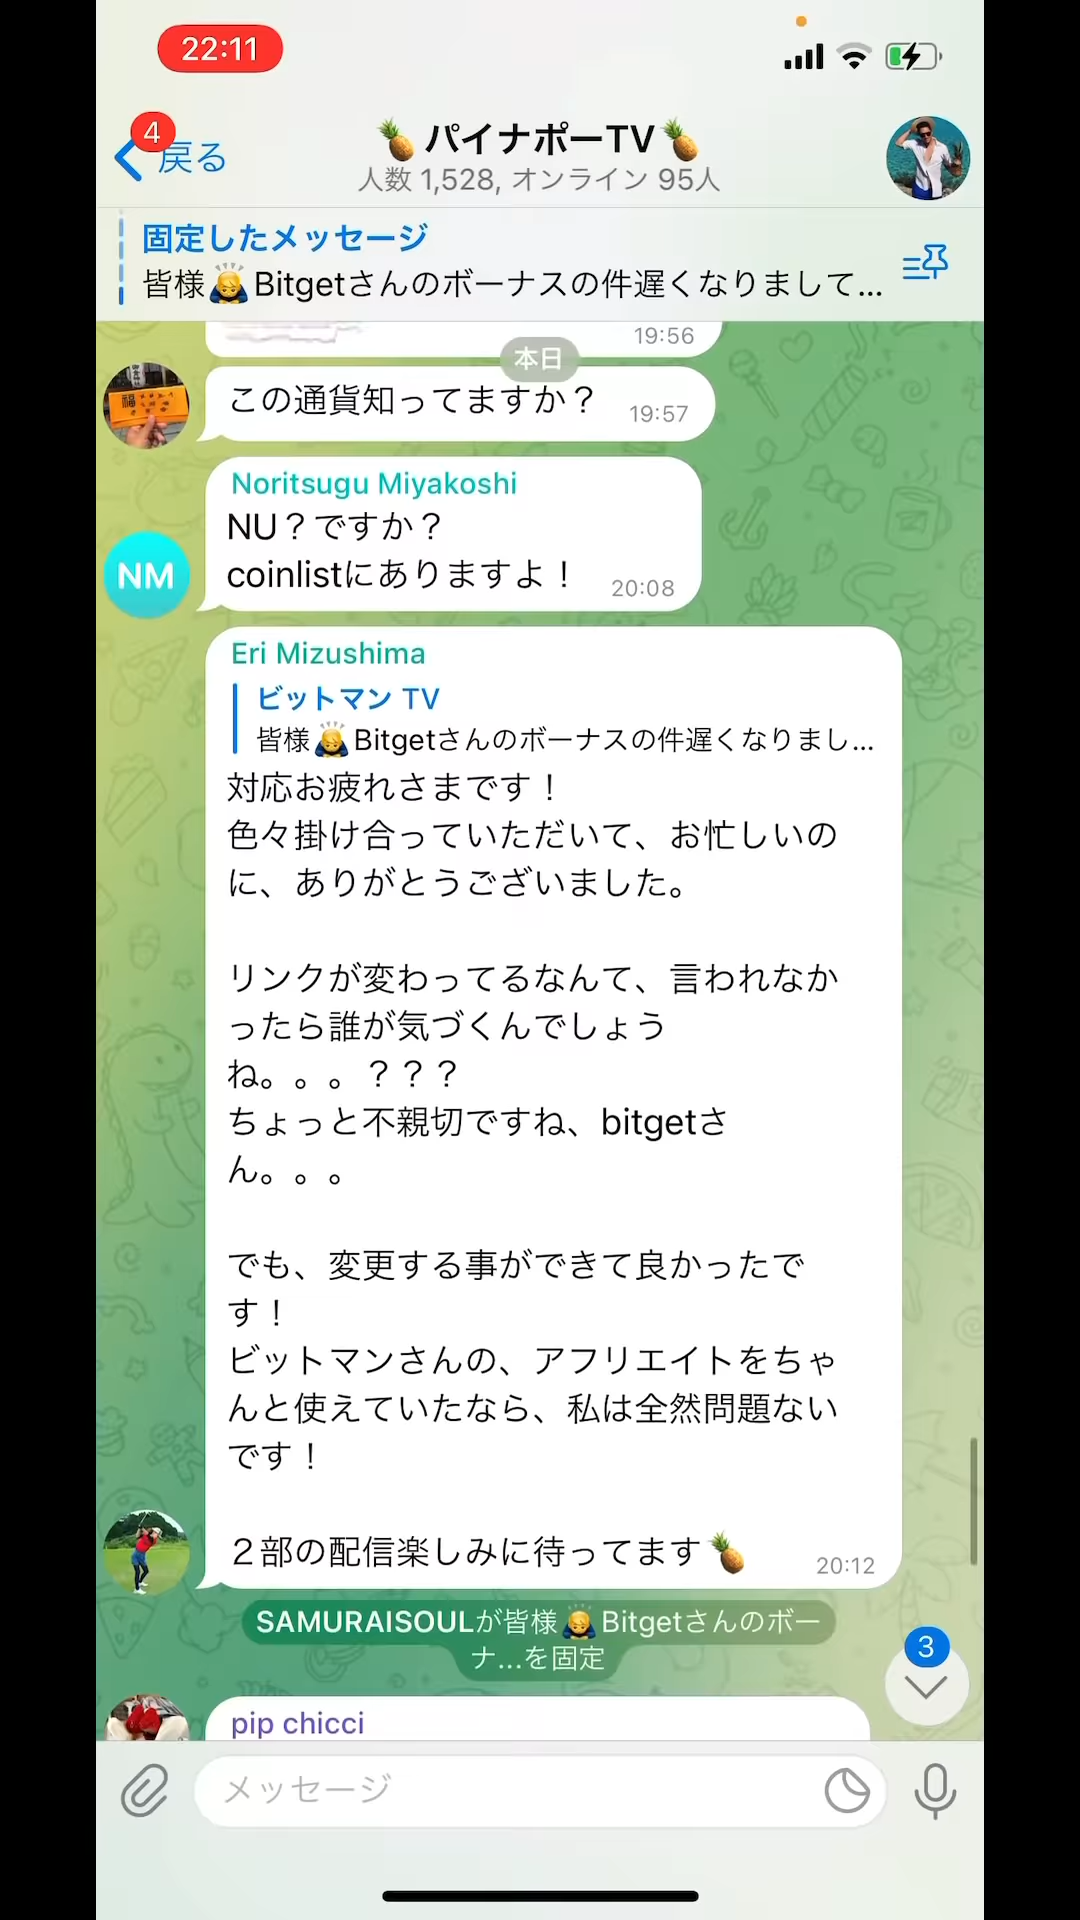 22:11
4
戻る
🍍パイナポーTV🍍
人数 1,528, オンライン 95人
固定したメッセージ
皆様🙇Bitgetさんのボーナスの件遅くなりまして...
19:56
本日
この通貨知ってますか？
19:57
福
Noritsugu Miyakoshi
NU？ですか？
coinlistにありますよ！
20:08
NM
Eri Mizushima
ビットマン TV
皆様🙇Bitgetさんのボーナスの件遅くなりまし...
対応お疲れさまです！
色々掛け合っていただいて、お忙しいの
に、ありがとうございました。
リンクが変わってるなんて、言われなか
ったら誰が気づくんでしょう
ね。。。？？？
ちょっと不親切ですね、bitgetさ
ん。。。
でも、変更する事ができて良かったで
す！
ビットマンさんの、アフリエイトをちゃ
んと使えていたなら、私は全然問題ない
です！
２部の配信楽しみに待ってます🍍
20:12
SAMURAISOULが皆様🙇Bitgetさんのボー
ナ...を固定
3
pip chicci
メッセージ